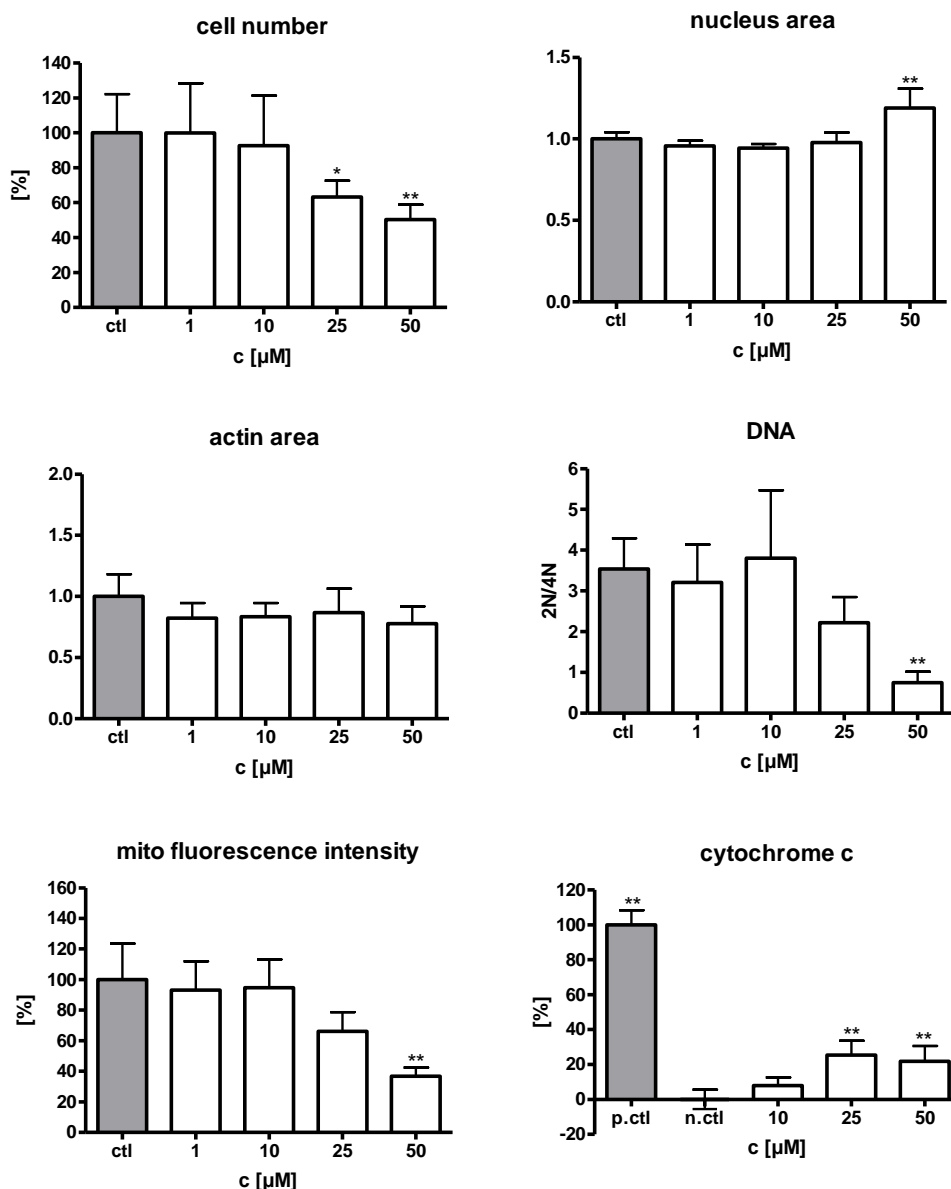 cell number
140
120
100
80
60
40
20
0
[%]
*
**
ctl 1 10 25 50
c [µM]
nucleus area
1.5
1.0
0.5
0.0
**
ctl 1 10 25 50
c [µM]
actin area
2.0
1.5
1.0
0.5
0.0
ctl 1 10 25 50
c [µM]
DNA
6
5
4
3
2
1
0
2N/4N
**
ctl 1 10 25 50
c [µM]
mito fluorescence intensity
160
140
120
100
80
60
40
20
0
[%]
**
ctl 1 10 25 50
c [µM]
cytochrome c
120
100
80
60
40
20
0
-20
[%]
**
** **
p.ctl n.ctl 10 25 50
c [µM]